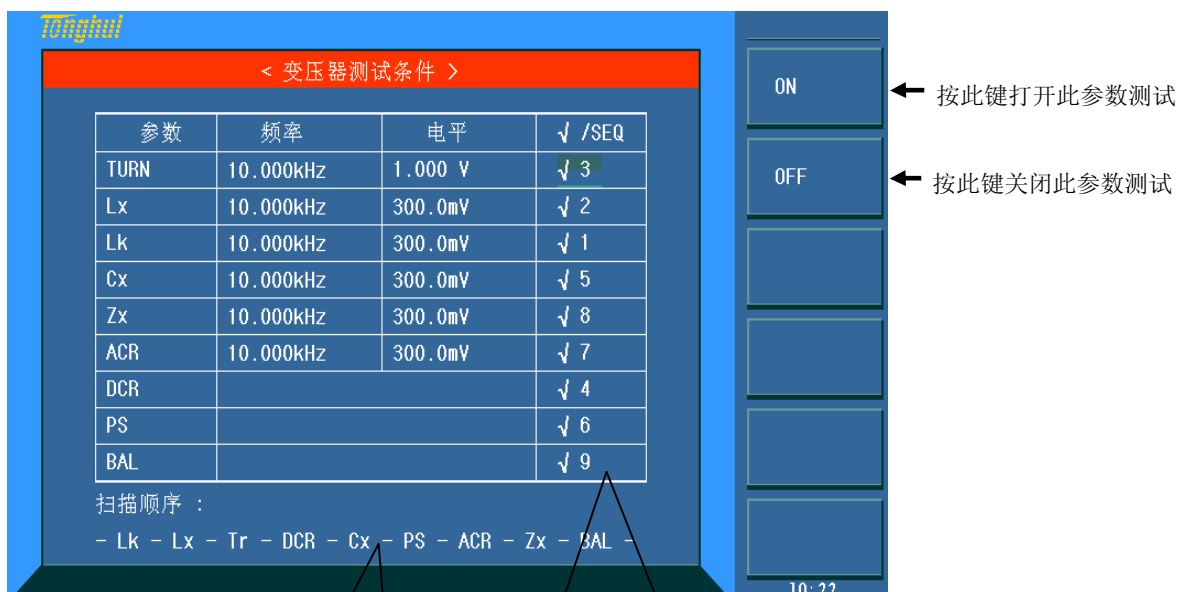 Tonghui
< 变压器测试条件 >
参数 频率 电平 √ /SEQ
TURN 10.000kHz 1.000 V √ 3
Lx 10.000kHz 300.0mV √ 2
Lk 10.000kHz 300.0mV √ 1
Cx 10.000kHz 300.0mV √ 5
Zx 10.000kHz 300.0mV √ 8
ACR 10.000kHz 300.0mV √ 7
DCR √ 4
PS √ 6
BAL √ 9
扫描顺序 :
- Lk - Lx - Tr - DCR - Cx - PS - ACR - Zx - BAL -
ON
按此键打开此参数测试
OFF
按此键关闭此参数测试